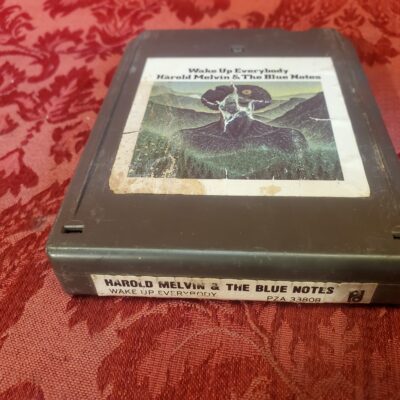 Wake Up Everybody
Harold Melvin & The Blue Notes
HAROLD MELVIN & THE BLUE NOTES
WAKE UP EVERYBODY
PZA 33808